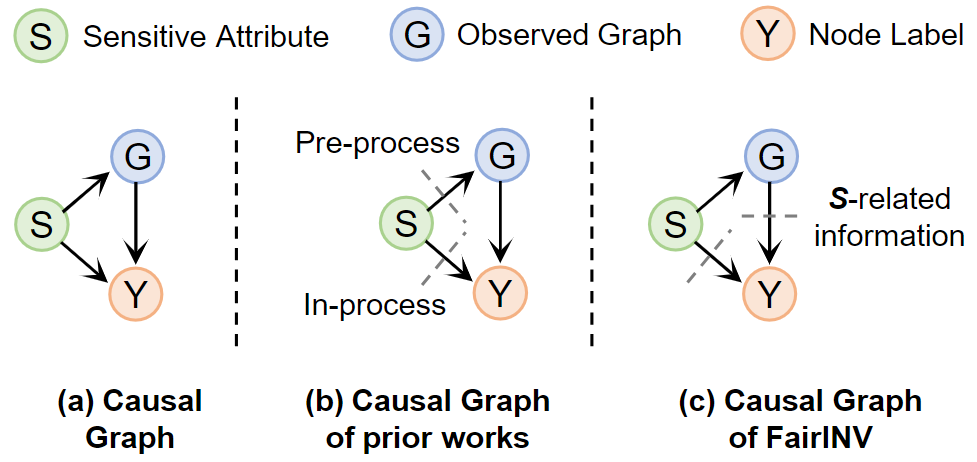 S Sensitive Attribute
G Observed Graph
Y Node Label
G
S
Y
Pre-process
G
S
In-process
Y
G
S
S-related
information
Y
(a) Causal
Graph
(b) Causal Graph
of prior works
(c) Causal Graph
of FairINV